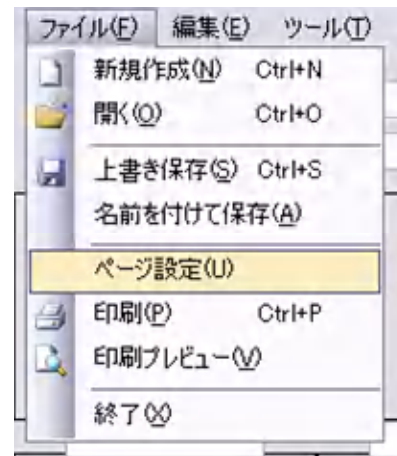 ファイル(F) 編集(E) ツール(T)
新規作成(N) Ctrl+N
開く(O) Ctrl+O
上書き保存(S) Ctrl+S
名前を付けて保存(A)
ページ設定(U)
印刷(P) Ctrl+P
印刷プレビュー(V)
終了(X)